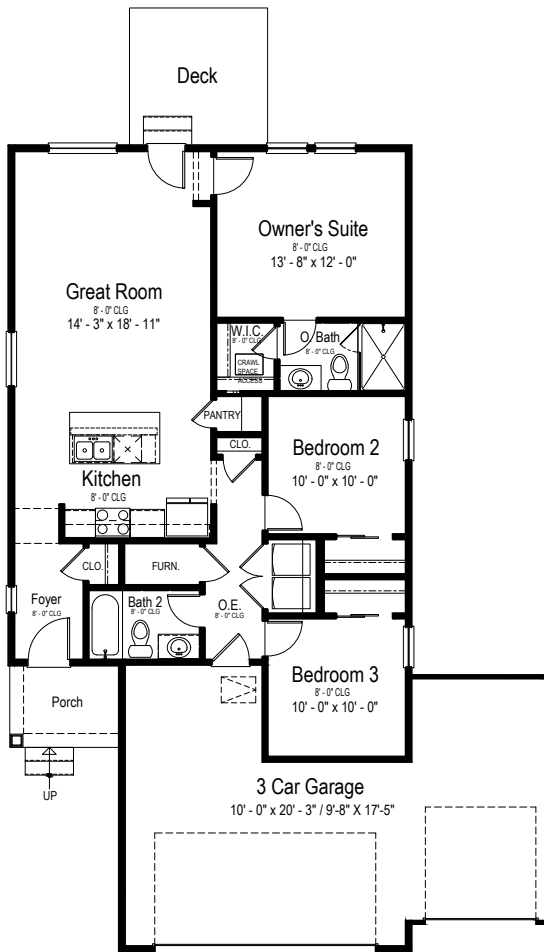 Deck
Owner's Suite
8' - 0" CLG
13' - 8" x 12' - 0"
Great Room
8' - 0" CLG
14' - 3" x 18' - 11"
W.I.C.
8' - 0" CLG
O. Bath
8' - 0" CLG
CRAWL
SPACE
ACCESS
PANTRY
CLO.
Bedroom 2
8' - 0" CLG
10' - 0" x 10' - 0"
Kitchen
8' - 0" CLG
CLO.
FURN.
Foyer
8' - 0" CLG
Bath 2
8' - 0" CLG
O.E.
8' - 0" CLG
Bedroom 3
8' - 0" CLG
10' - 0" x 10' - 0"
Porch
UP
3 Car Garage
10' - 0" x 20' - 3" / 9'-8" X 17'-5"